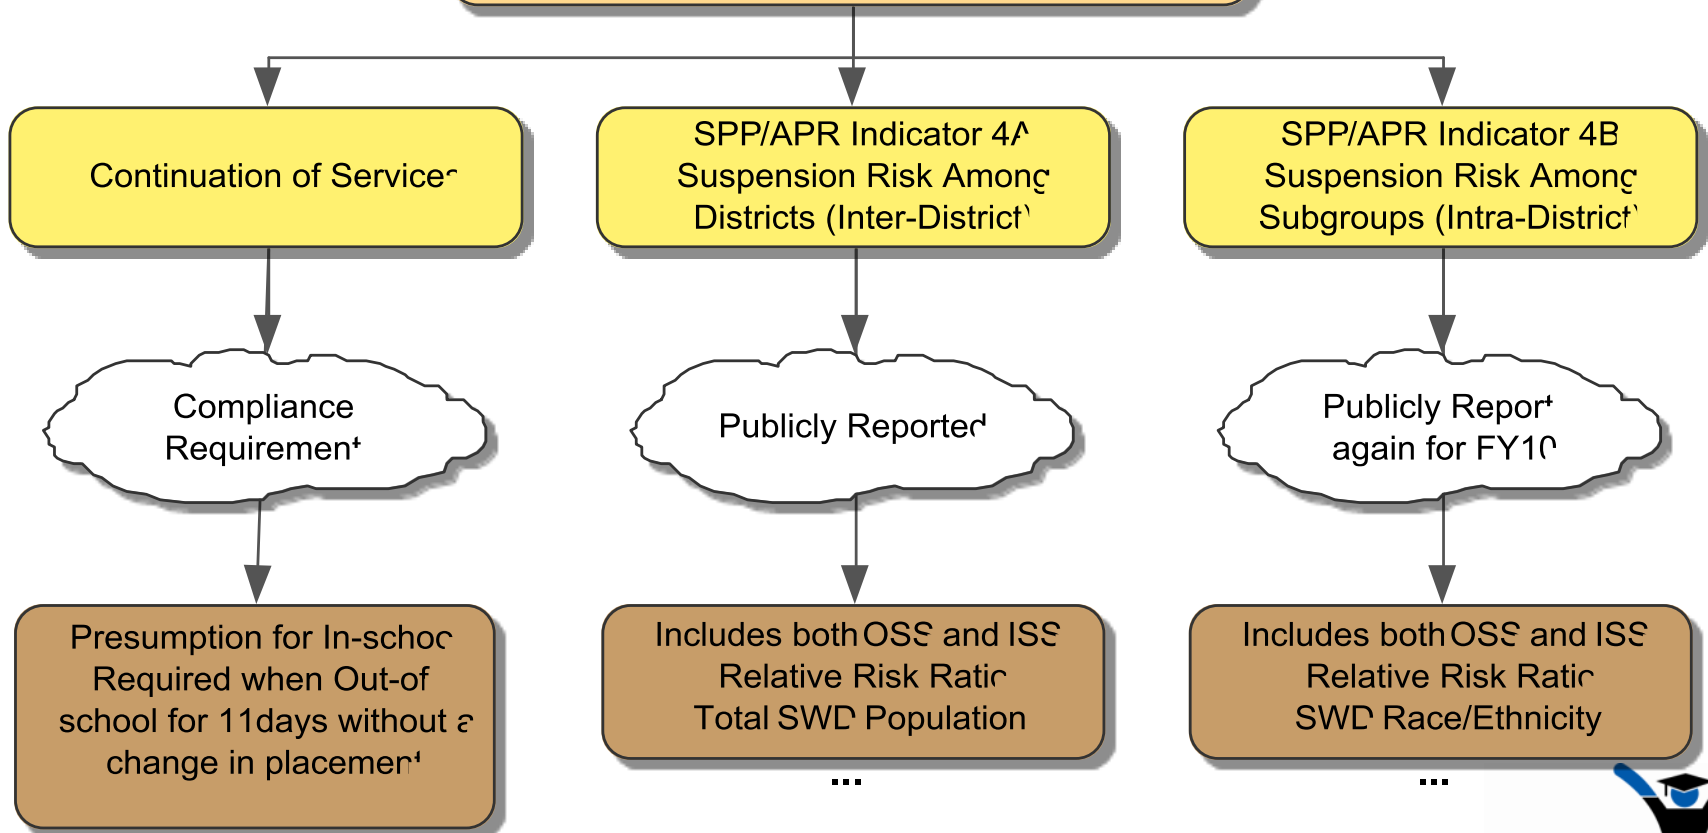 Continuation of Services
SPP/APR Indicator 4A
Suspension Risk Among
Districts (Inter-District)
SPP/APR Indicator 4B
Suspension Risk Among
Subgroups (Intra-District)
Compliance
Requirement
Publicly Reported
Publicly Report
again for FY10
Presumption for In-school
Required when Out-of
school for 11days without a
change in placement
Includes both OSS and ISS
Relative Risk Ratio
Total SWD Population
...
Includes both OSS and ISS
Relative Risk Ratio
SWD Race/Ethnicity
...